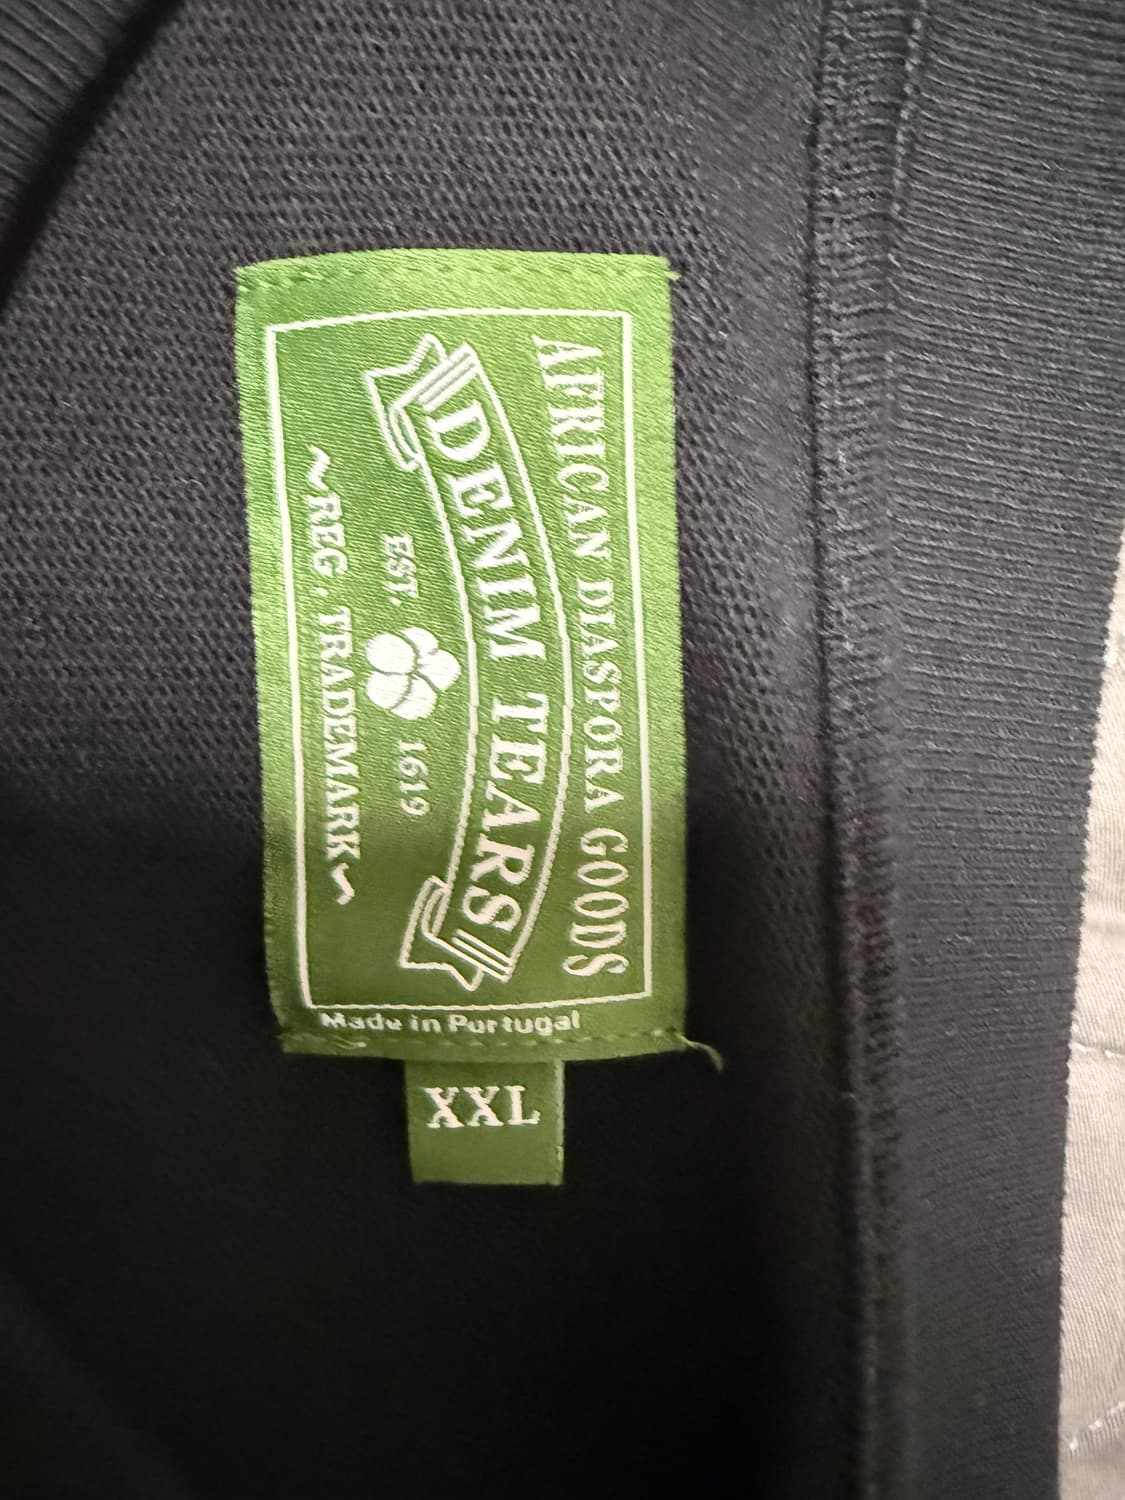 AFRICAN DIASPORA GOODS
DENIM TEARS
EST. 1619
~REG. TRADEMARK~
Made in Portugal
XXL